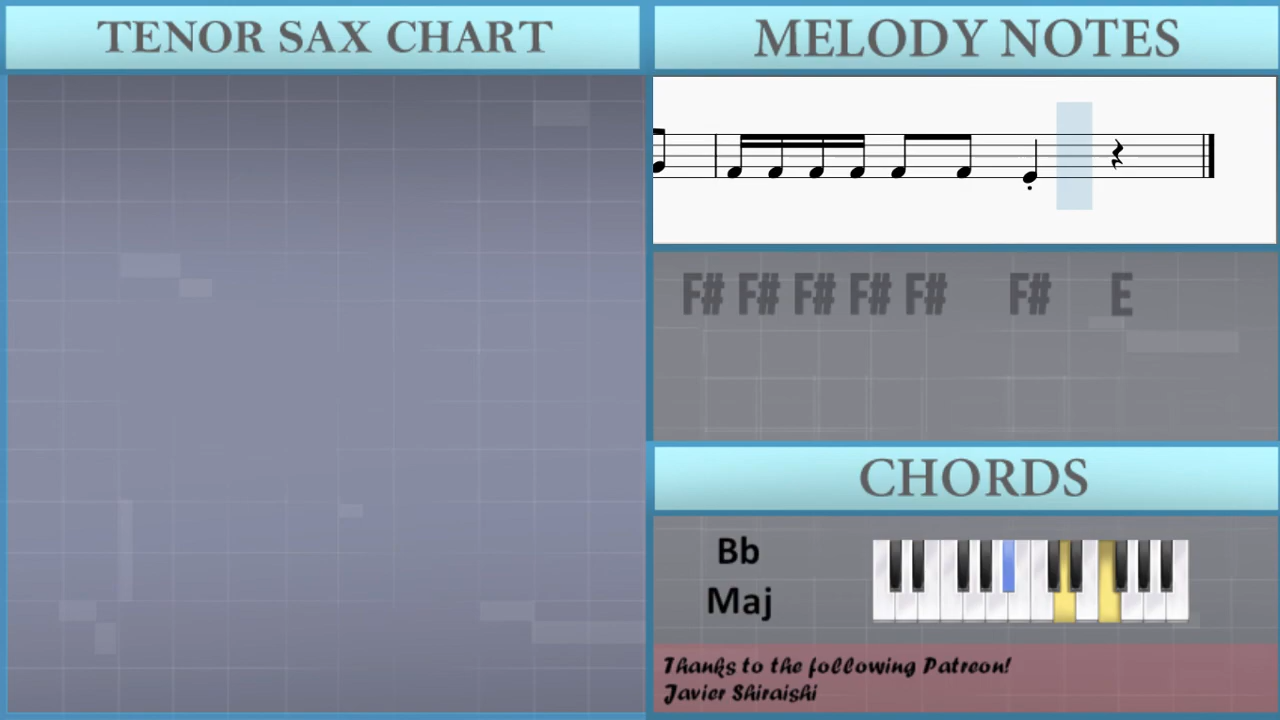 TENOR SAX CHART
MELODY NOTES
F# F# F# F# F# F# E
CHORDS
Bb
Maj
Thanks to the following Patreon!
Javier Shiraishi